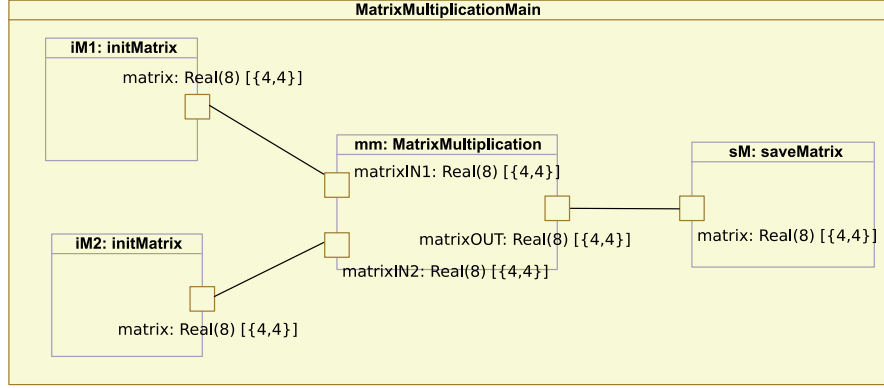 MatrixMultiplicationMain
iM1: initMatrix
matrix: Real(8) [{4,4}]
mm: MatrixMultiplication
matrixIN1: Real(8) [{4,4}]
sM: saveMatrix
iM2: initMatrix
matrixOUT: Real(8) [{4,4}]
matrix: Real(8) [{4,4}]
matrixIN2: Real(8) [{4,4}]
matrix: Real(8) [{4,4}]